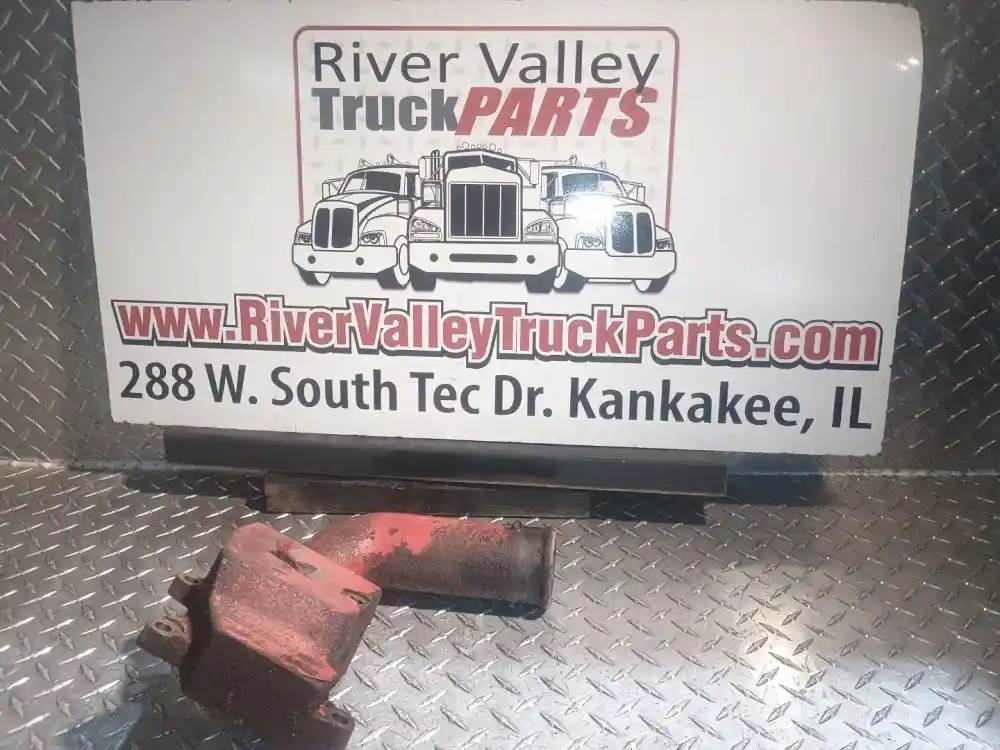 River Valley
TruckPARTS
www.RiverValleyTruckParts.com
288 W. South Tec Dr. Kankakee, IL